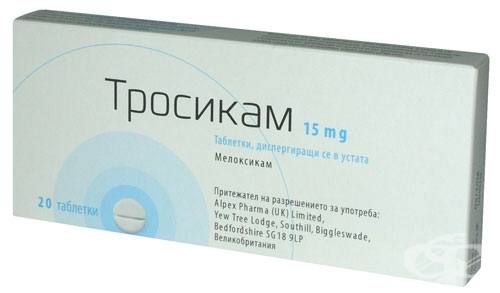 Тросикам 15 mg
Таблетки, диспергиращи се в устата
Мелоксикам
20 таблетки
Притежател на разрешението за употреба:
Alpex Pharma (UK) Limited,
Yew Tree Lodge, Southill, Biggleswade,
Bedfordshire SG18 9LP
Великобритания